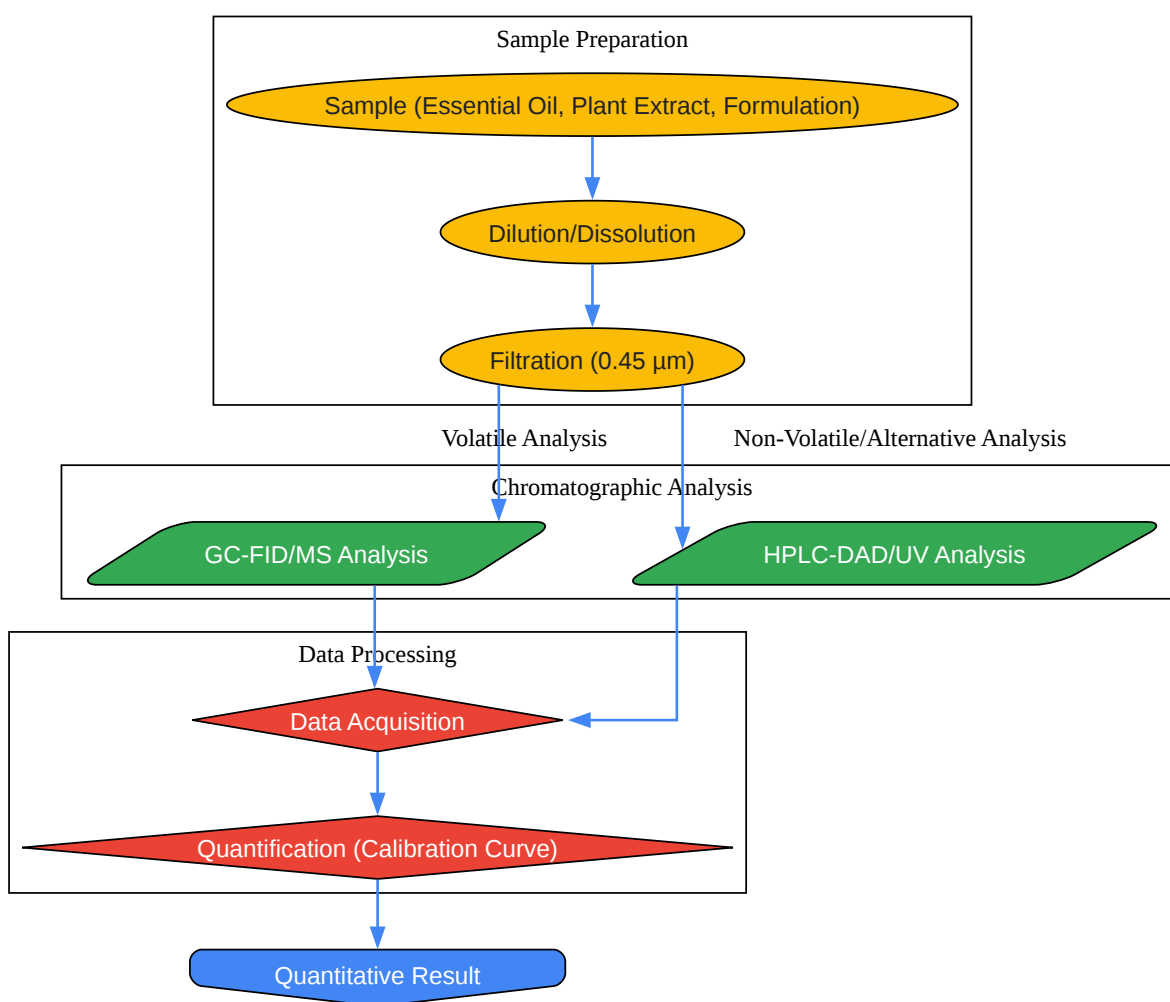 Sample Preparation
Sample (Essential Oil, Plant Extract, Formulation)
Dilution/Dissolution
Filtration (0.45 µm)
Volatile Analysis
Non-Volatile/Alternative Analysis
Chromatographic Analysis
GC-FID/MS Analysis
HPLC-DAD/UV Analysis
Data Processing
Data Acquisition
Quantification (Calibration Curve)
Quantitative Result